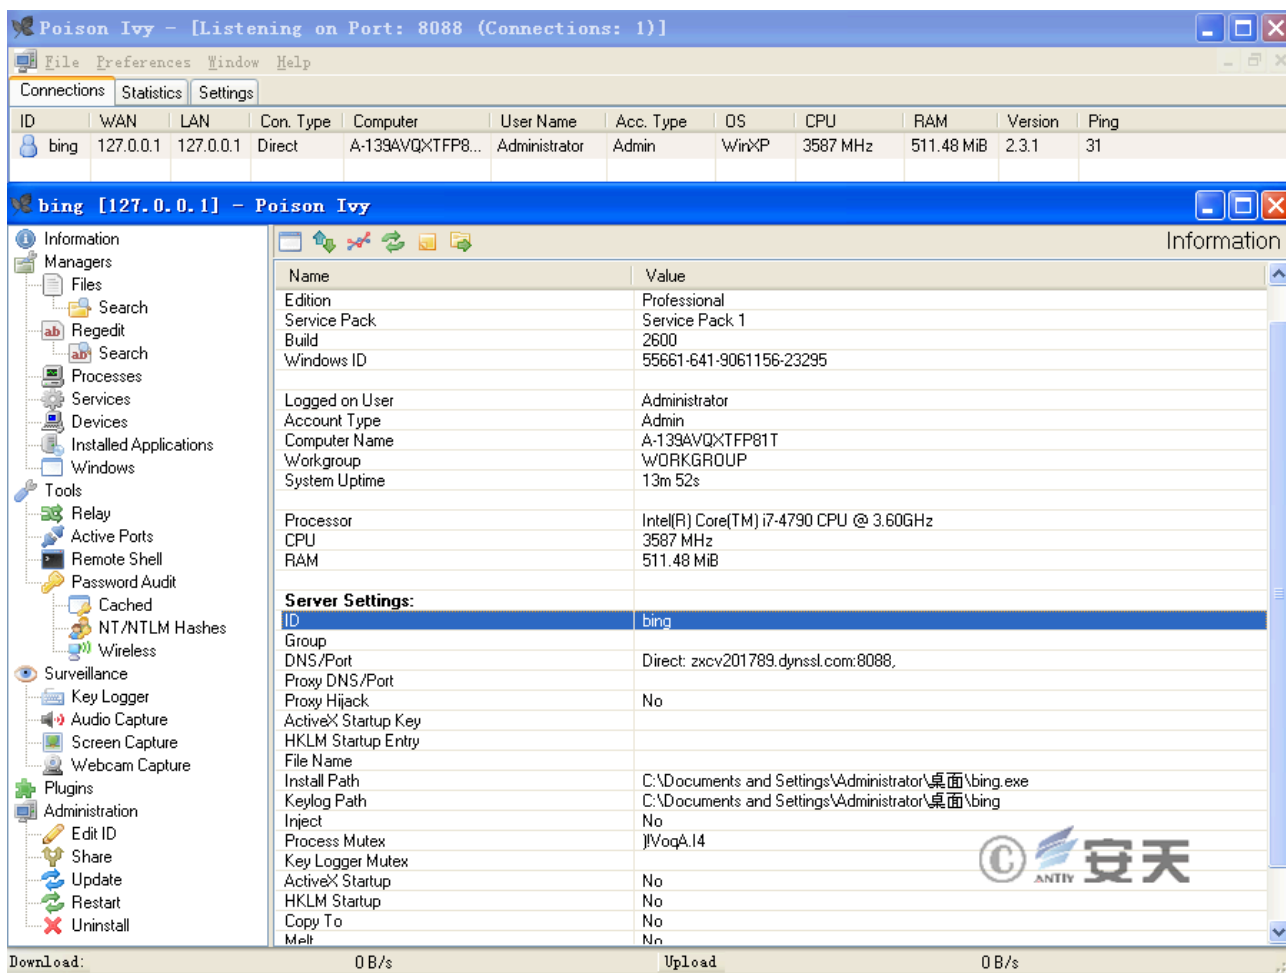 Poison Ivy - [Listening on Port: 8088 (Connections: 1)]
File Preferences Window Help
Connections Statistics Settings
ID WAN LAN Con. Type Computer User Name Acc. Type OS CPU RAM Version Ping
bing 127.0.0.1 127.0.0.1 Direct A-139AVQXTFP8... Administrator Admin WinXP 3587 MHz 511.48 MiB 2.3.1 31
bing [127.0.0.1] - Poison Ivy
Information
Managers
Files
Search
Regedit
Search
Processes
Services
Devices
Installed Applications
Windows
Tools
Relay
Active Ports
Remote Shell
Password Audit
Cached
NT/NTLM Hashes
Wireless
Surveillance
Key Logger
Audio Capture
Screen Capture
Webcam Capture
Plugins
Administration
Edit ID
Share
Update
Restart
Uninstall
Information
Name Value
Edition Professional
Service Pack Service Pack 1
Build 2600
Windows ID 55661-641-9061156-23295
Logged on User Administrator
Account Type Admin
Computer Name A-139AVQXTFP81T
Workgroup WORKGROUP
System Uptime 13m 52s
Processor Intel(R) Core(TM) i7-4790 CPU @ 3.60GHz
CPU 3587 MHz
RAM 511.48 MiB
Server Settings:
ID bing
Group
DNS/Port Direct: zxcv201789.dynssl.com:8088,
Proxy DNS/Port
Proxy Hijack No
ActiveX Startup Key
HKLM Startup Entry
File Name
Install Path C:\Documents and Settings\Administrator\桌面\bing.exe
Keylog Path C:\Documents and Settings\Administrator\桌面\bing
Inject No
Process Mutex )!VoqA.I4
Key Logger Mutex
ActiveX Startup No
HKLM Startup No
Copy To No
Melt No
© ANTIY 安天
Download: 0 B/s Upload 0 B/s